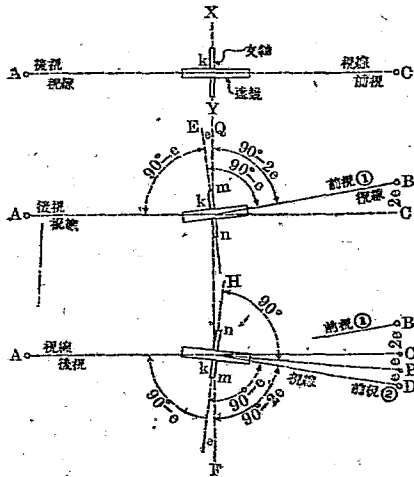 X
支軸
A 後視 視線 k 視線 前視 C
遠鏡
Y
E e Q
90°-e 90°-2e
90°-e
m
B
前視①
k 視線 2e
A 後視 視線 C
n
H
90°
前視① B
n 2e
A 視線 後視 C
k e B
m 視線 e D
前視②
90°-e 90°-e
90°-2e
e
F